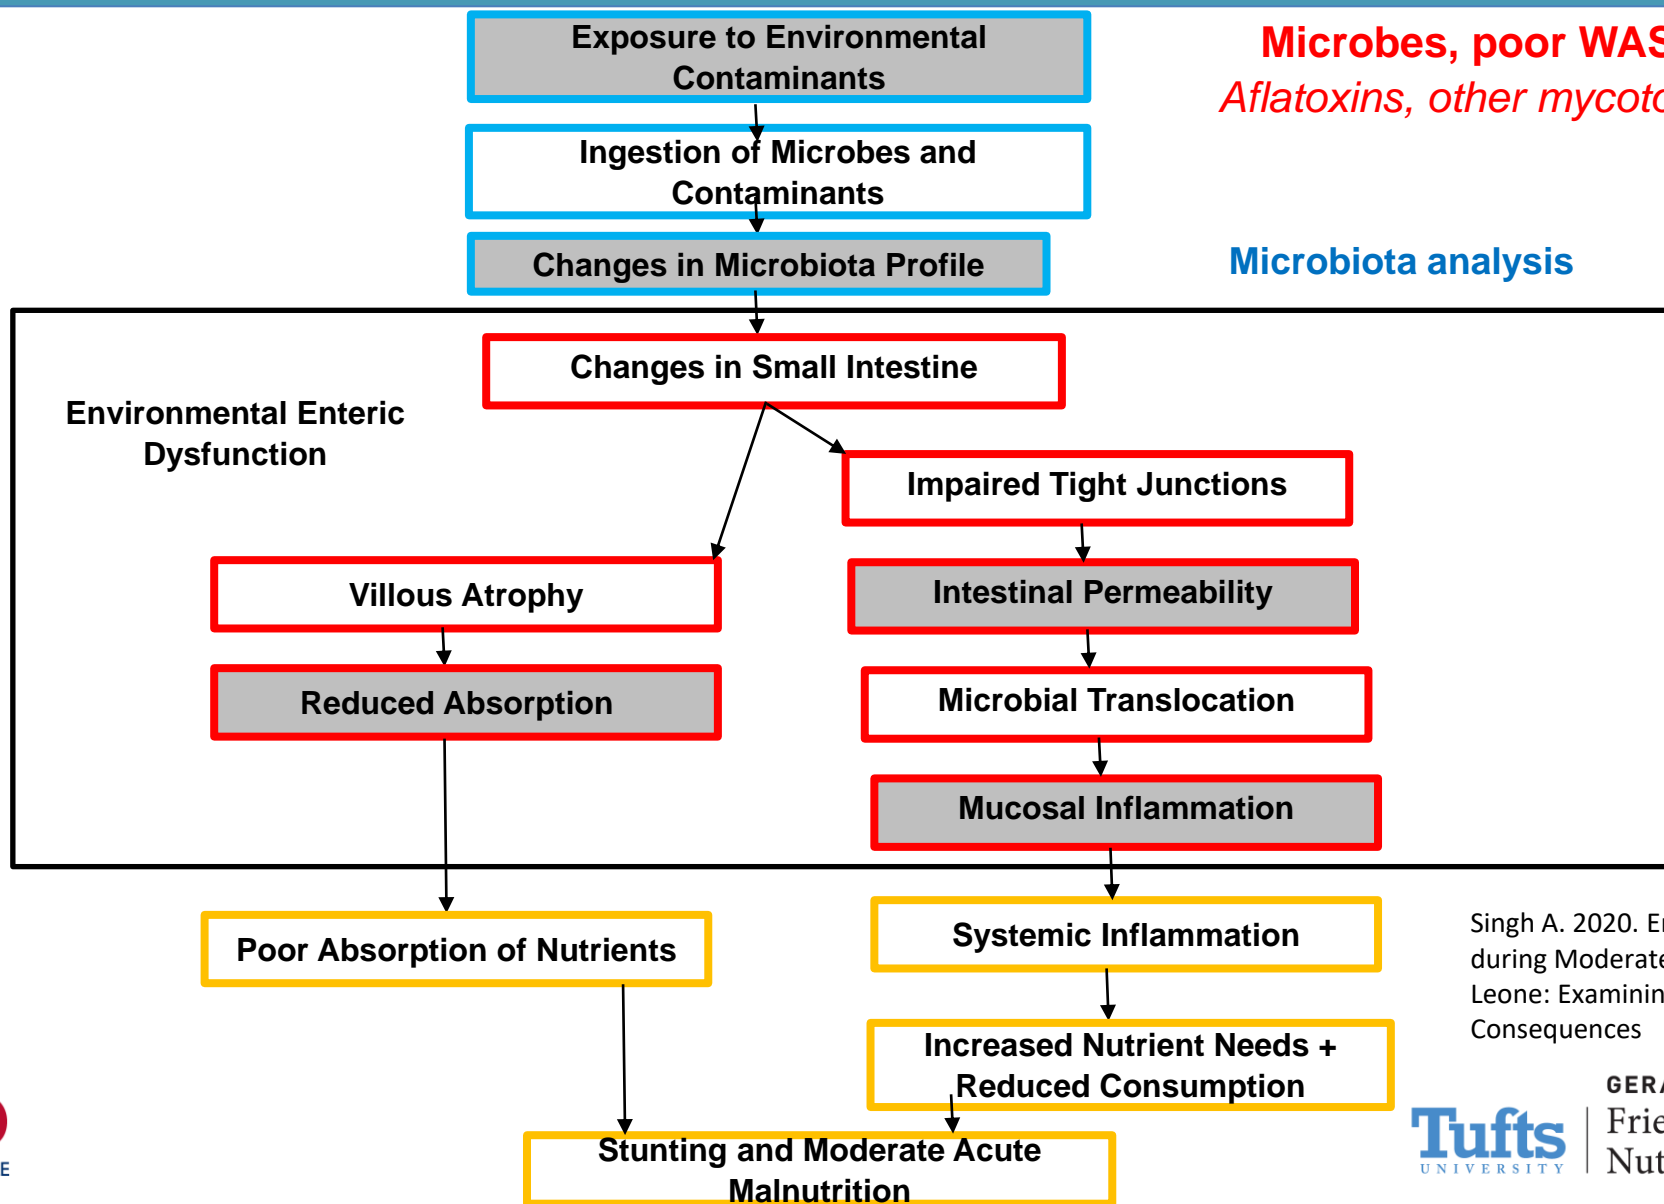 Exposure to Environmental
Contaminants
Microbes, poor WAS
Aflatoxins, other mycoto
Ingestion of Microbes and
Contaminants
Changes in Microbiota Profile
Microbiota analysis
Changes in Small Intestine
Environmental Enteric
Dysfunction
Impaired Tight Junctions
Villous Atrophy
Intestinal Permeability
Reduced Absorption
Microbial Translocation
Mucosal Inflammation
Poor Absorption of Nutrients
Systemic Inflammation
Singh A. 2020. En
during Moderate
Leone: Examinin
Consequences
Increased Nutrient Needs +
Reduced Consumption
Stunting and Moderate Acute
Malnutrition
E
Tufts
UNIVERSITY
GERA
Frie
Nut